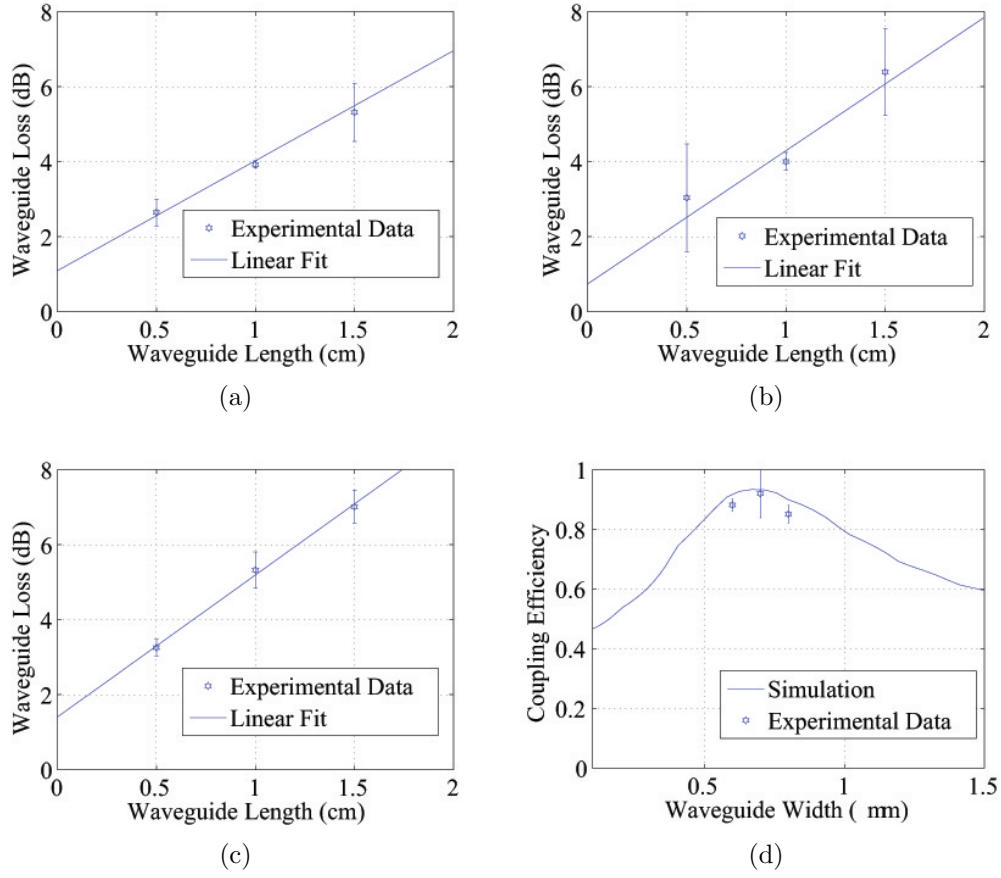 8
6
4
2
0
Waveguide Loss (dB)
Experimental Data
Linear Fit
0 0.5 1 1.5 2
Waveguide Length (cm)
(a)
8
6
4
2
0
Waveguide Loss (dB)
Experimental Data
Linear Fit
0 0.5 1 1.5 2
Waveguide Length (cm)
(b)
8
6
4
2
0
Waveguide Loss (dB)
Experimental Data
Linear Fit
0 0.5 1 1.5 2
Waveguide Length (cm)
(c)
1
0.8
0.6
0.4
0.2
0
Coupling Efficiency
Simulation
Experimental Data
0.5 1 1.5
Waveguide Width ( mm)
(d)